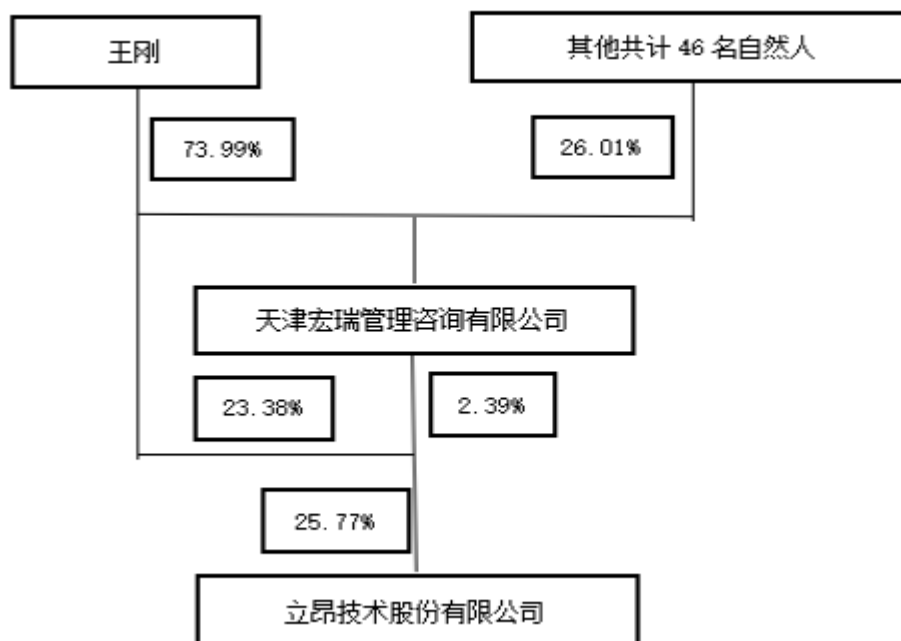 王刚
其他共计 46 名自然人
73.99%
26.01%
天津宏瑞管理咨询有限公司
23.38%
2.39%
25.77%
立昂技术股份有限公司